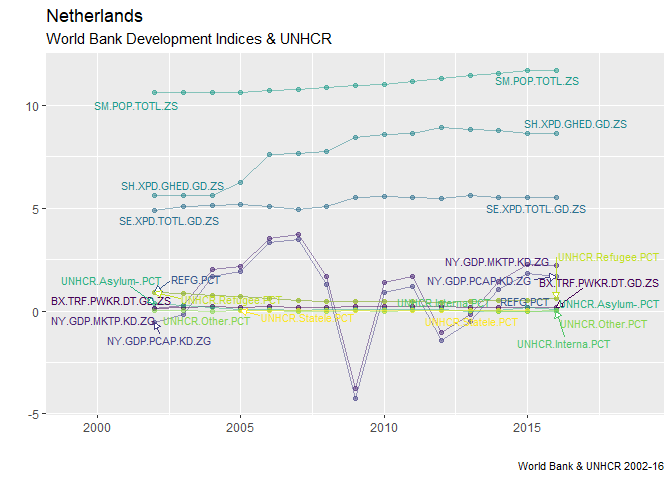 Netherlands
World Bank Development Indices & UNHCR
10
5
0
-5
SM.POP.TOTL.ZS
SM.POP.TOTL.ZS
SH.XPD.GHED.GD.ZS
SH.XPD.GHED.GD.ZS
SE.XPD.TOTL.GD.ZS
SE.XPD.TOTL.GD.ZS
UNHCR.Refugee.PCT
NY.GDP.MKTP.KD.ZG
UNHCR.Asylum-.PCT
REFG.PCT
NY.GDP.PCAP.KD.ZG
BX.TRF.PWKR.DT.GD.ZS
BX.TRF.PWKR.DT.GD.ZS
UNHCR.Refugee.PCT
UNHCR.Interna.PCT
REFG.PCT
UNHCR.Asylum-.PCT
NY.GDP.MKTP.KD.ZG
UNHCR.Other.PCT
UNHCR.Statele.PCT
UNHCR.Statele.PCT
UNHCR.Other.PCT
NY.GDP.PCAP.KD.ZG
UNHCR.Interna.PCT
2000
2005
2010
2015
World Bank & UNHCR 2002-16